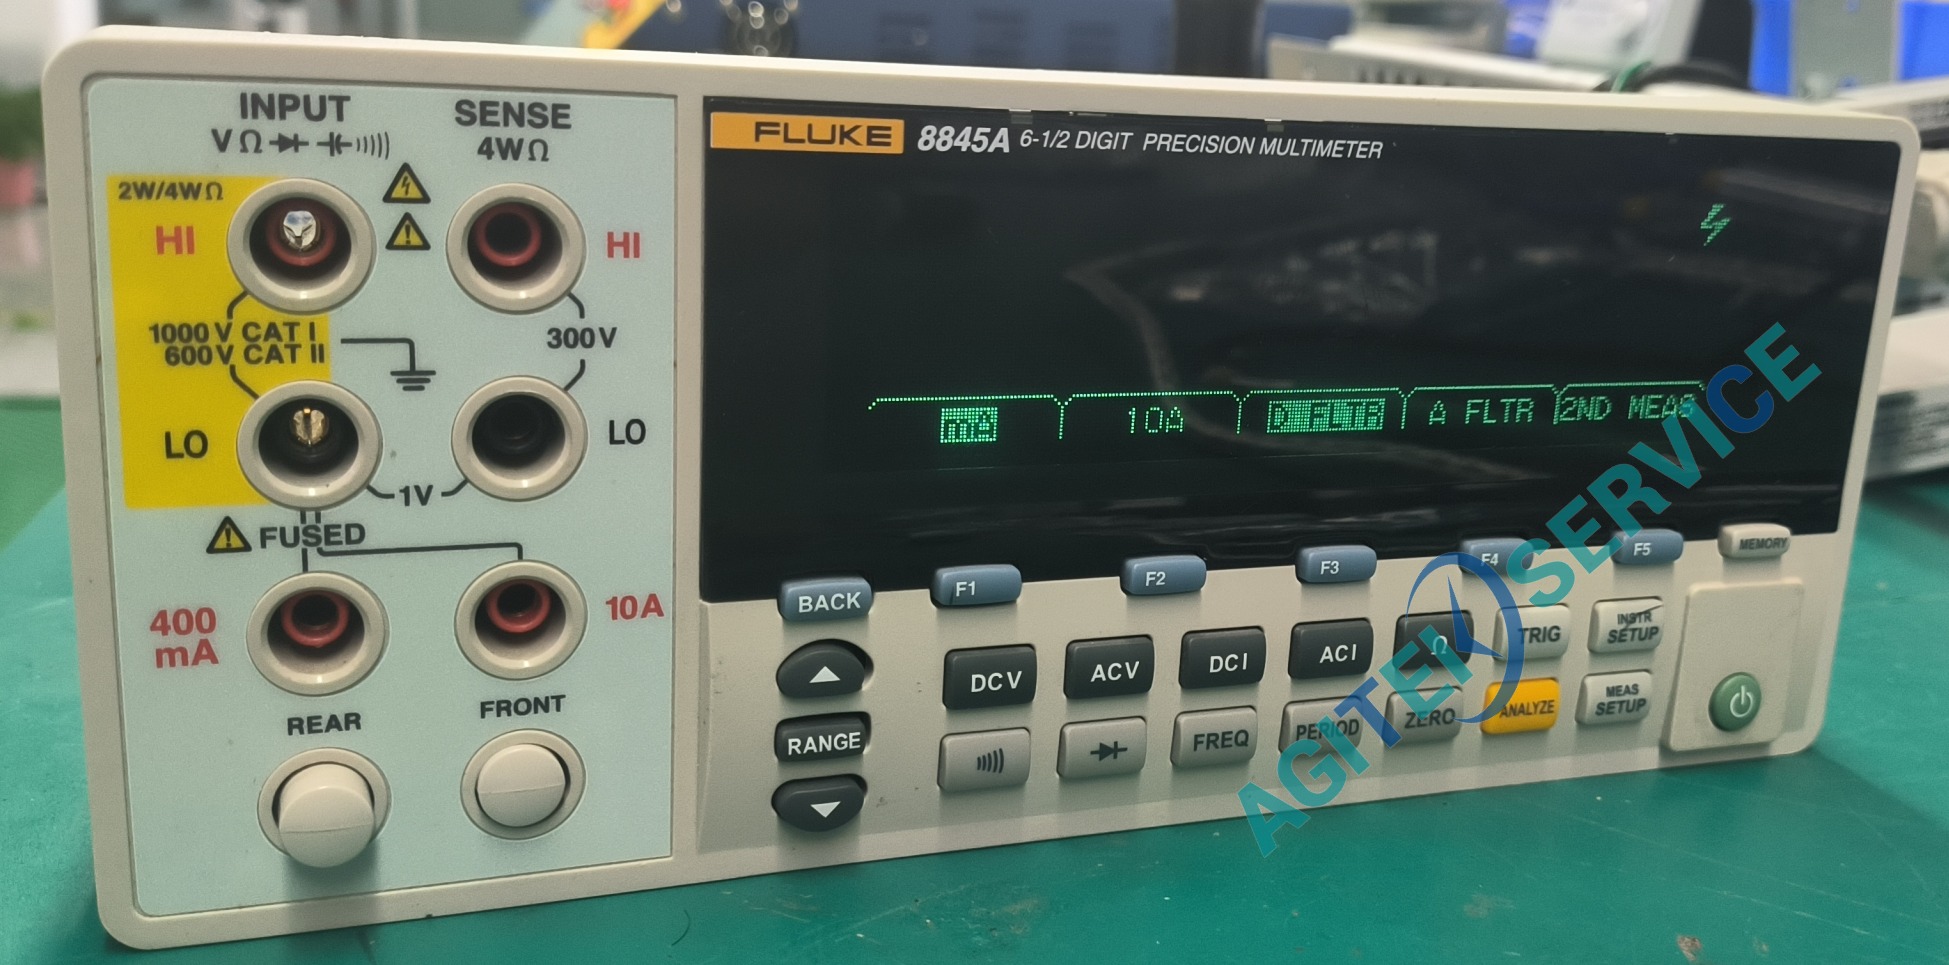 INPUT
VΩ
SENSE
4WΩ
2W/4WΩ
HI
HI
1000V CAT I
600V CAT II
300V
LO
LO
1V
FUSED
400
mA
10A
REAR
FRONT
FLUKE
8845A 6-1/2 DIGIT PRECISION MULTIMETER
mA 10A D FLTR A FLTR 2ND MEAS
BACK F1 F2 F3 F4 F5 MEMORY
DCV ACV DCI ACI Ω TRIG INSTR SETUP
RANGE
FREQ PERIOD ZERO ANALYZE MEAS SETUP
AGITEK SERVICE